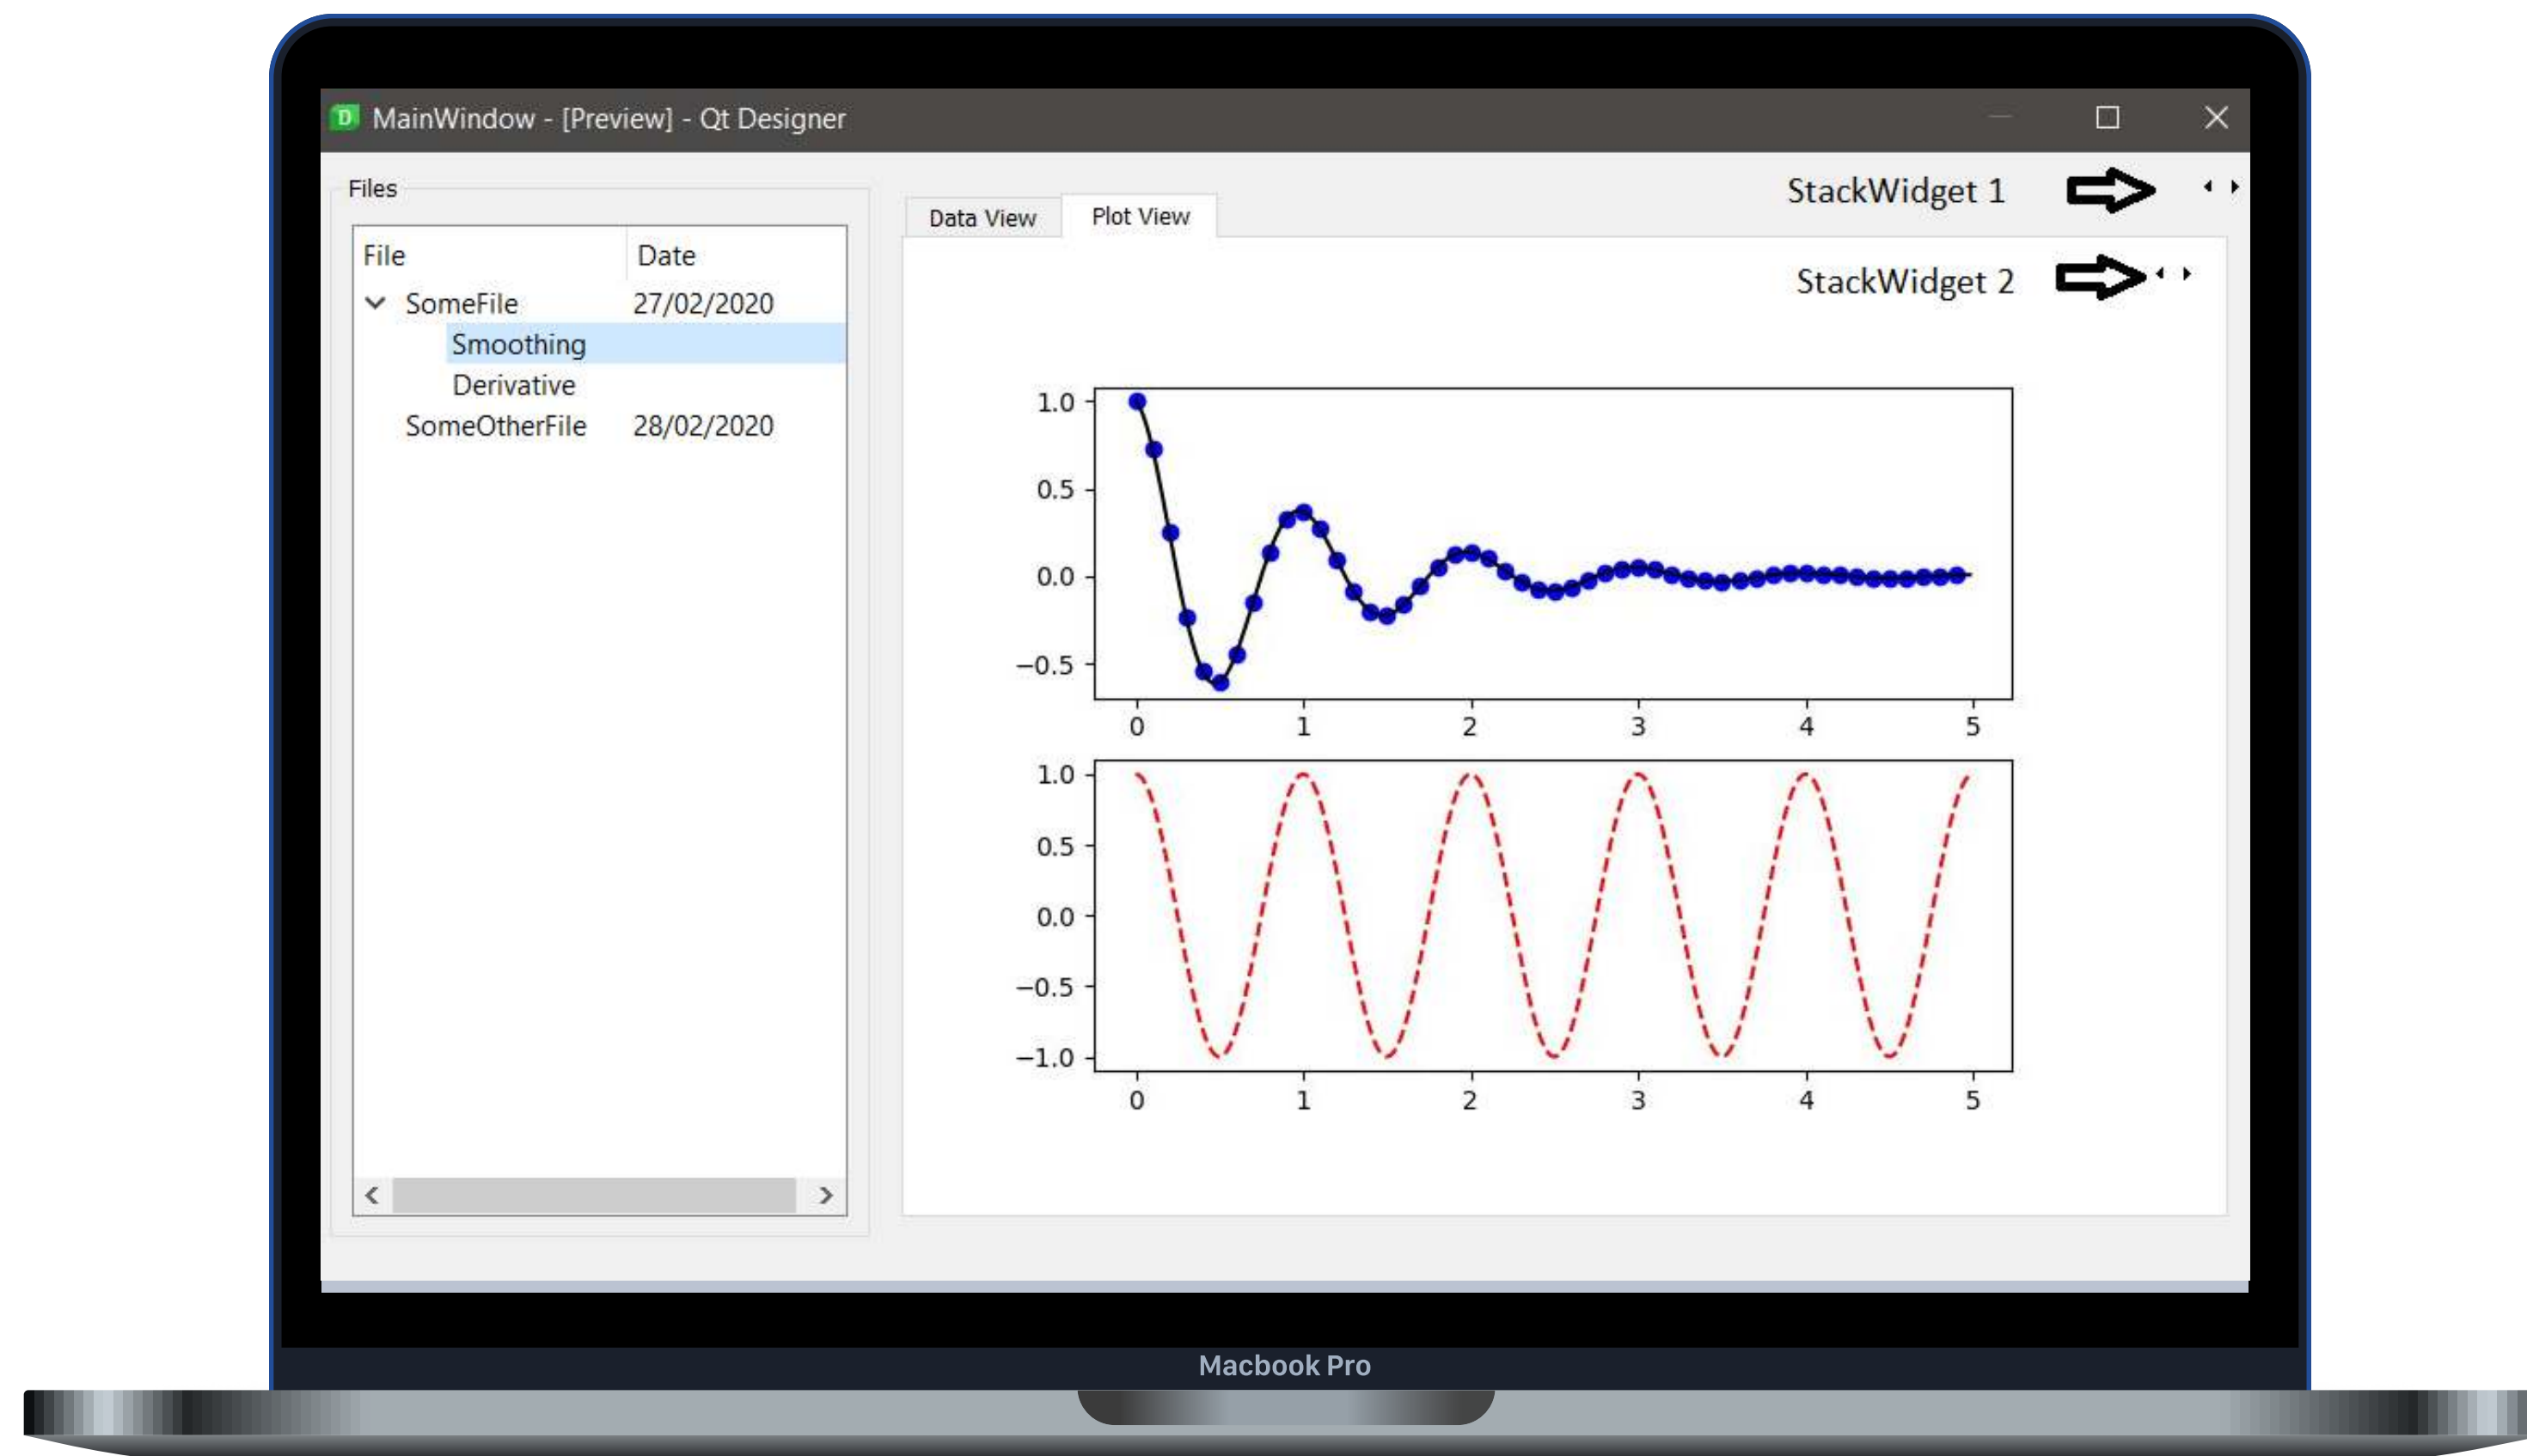 MainWindow - [Preview] - Qt Designer
Files
File Date
SomeFile 27/02/2020
Smoothing
Derivative
SomeOtherFile 28/02/2020
Data View Plot View
StackWidget 1
StackWidget 2
1.0
0.5
0.0
−0.5
0 1 2 3 4 5
1.0
0.5
0.0
−0.5
−1.0
0 1 2 3 4 5
Macbook Pro